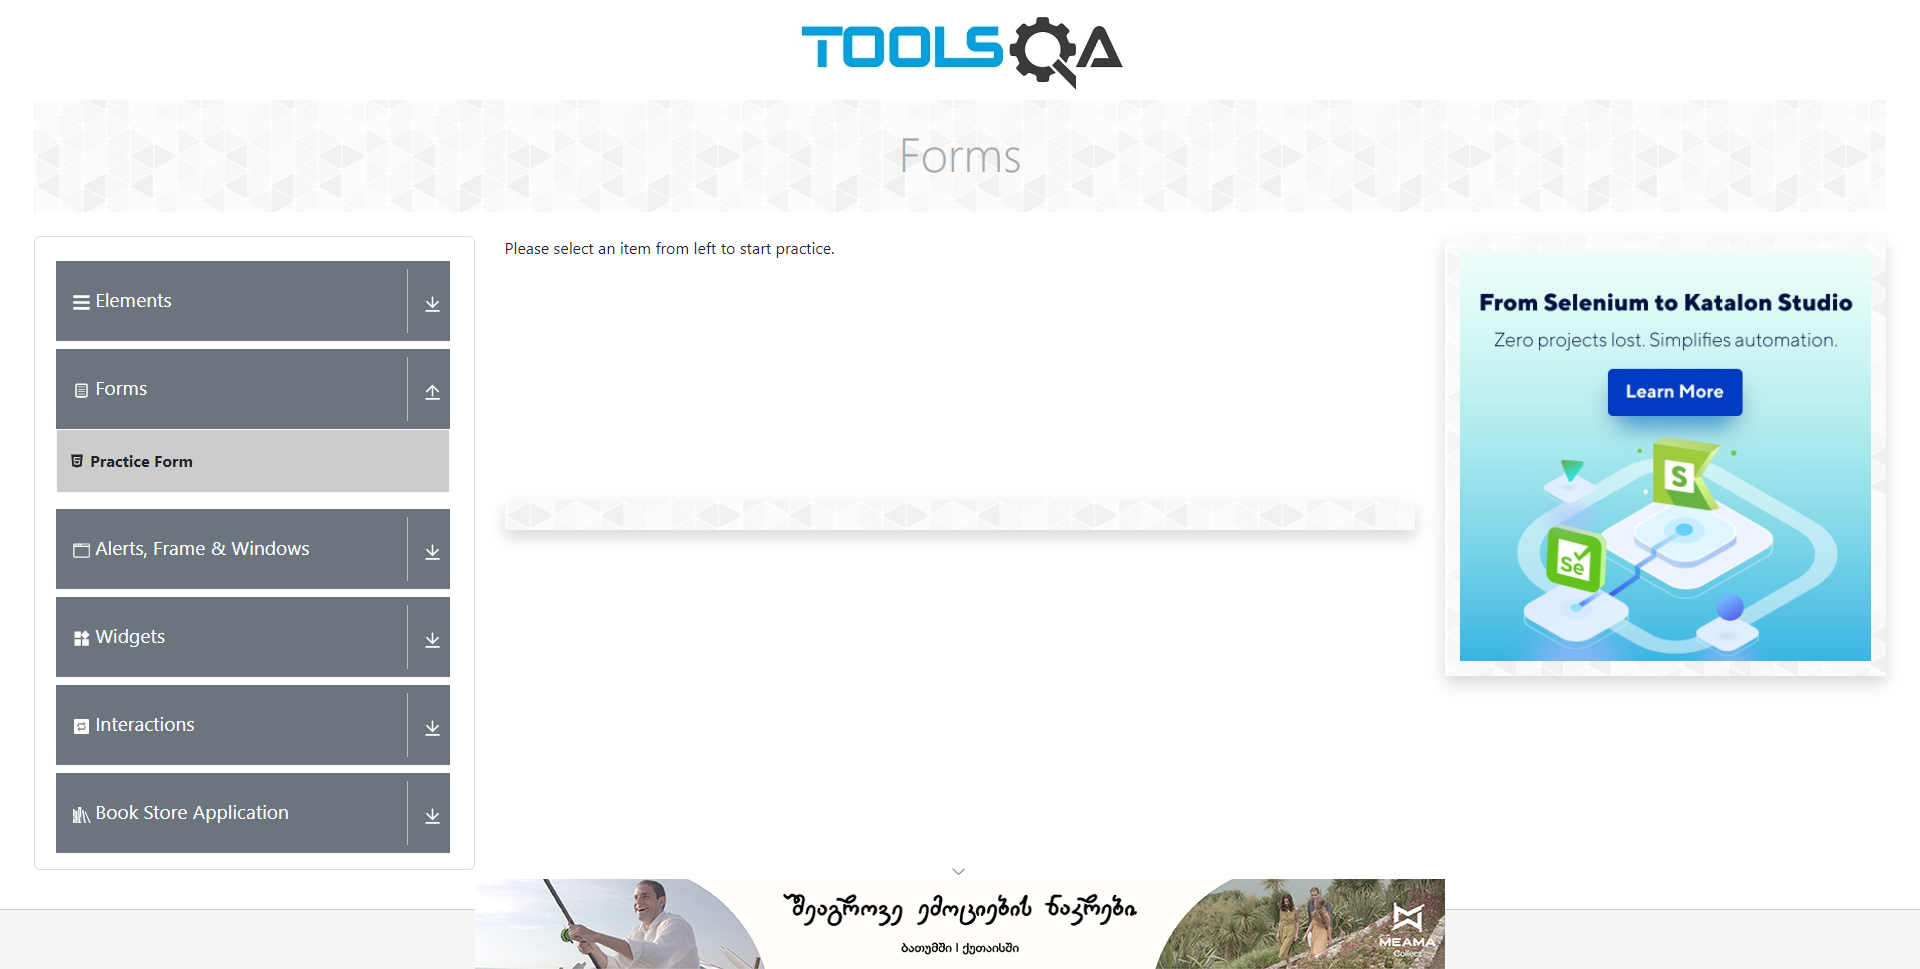 TOOLSQA
Forms
Elements
Forms
Practice Form
Alerts, Frame & Windows
Widgets
Interactions
Book Store Application
Please select an item from left to start practice.
From Selenium to Katalon Studio
Zero projects lost. Simplifies automation.
Learn More
S
Se
შეაგროვე ემოციების ნაკრები
ბათუმში | ქუთაისში
MEAMA
Collect